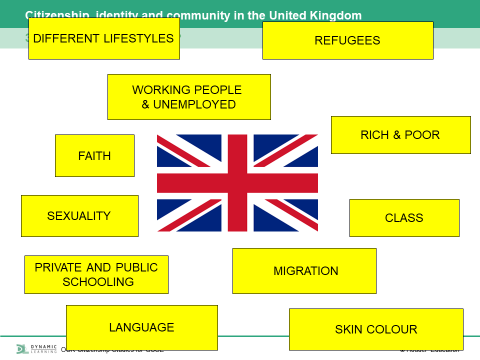 Citizenship, identity and community in the United Kingdom
DIFFERENT LIFESTYLES
REFUGEES
WORKING PEOPLE
& UNEMPLOYED
RICH & POOR
FAITH
SEXUALITY
CLASS
PRIVATE AND PUBLIC
SCHOOLING
MIGRATION
LANGUAGE
SKIN COLOUR
DYNAMIC
LEARNING